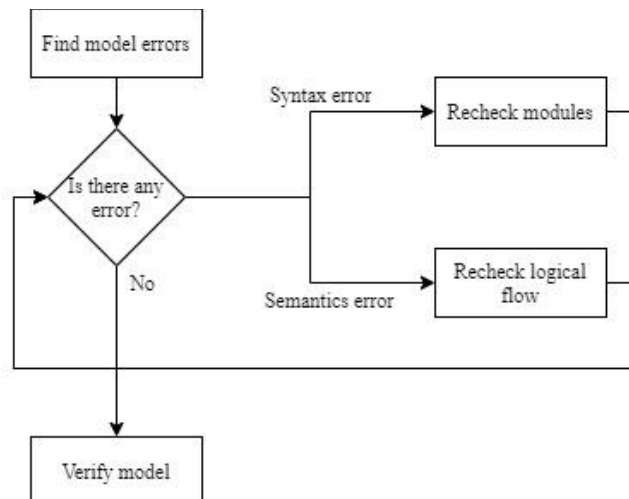 Find model errors
Syntax error
Recheck modules
Is there any
error?
Recheck logical
flow
No
Semantics error
Verify model